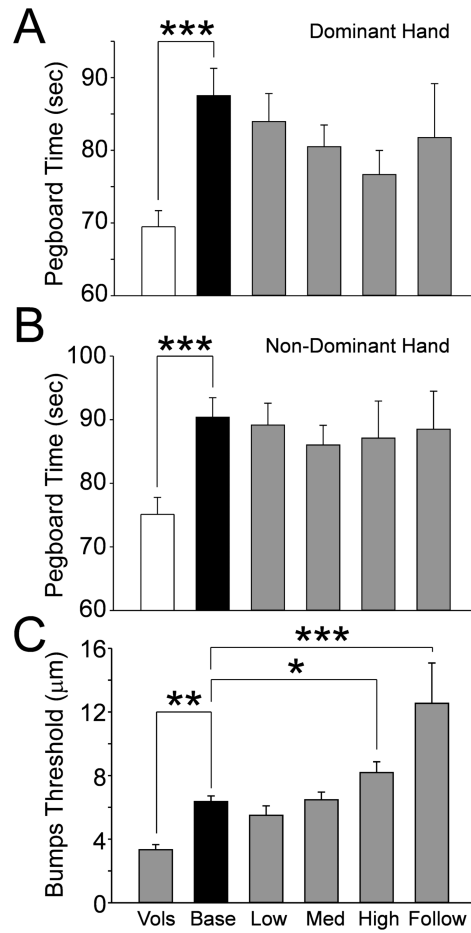 A
***
Dominant Hand
Pegboard Time (sec)
90
80
70
60
B
***
Non-Dominant Hand
Pegboard Time (sec)
100
90
80
70
60
C
***
*
**
Bumps Threshold (μm)
16
12
8
4
0
Vols Base Low Med High Follow